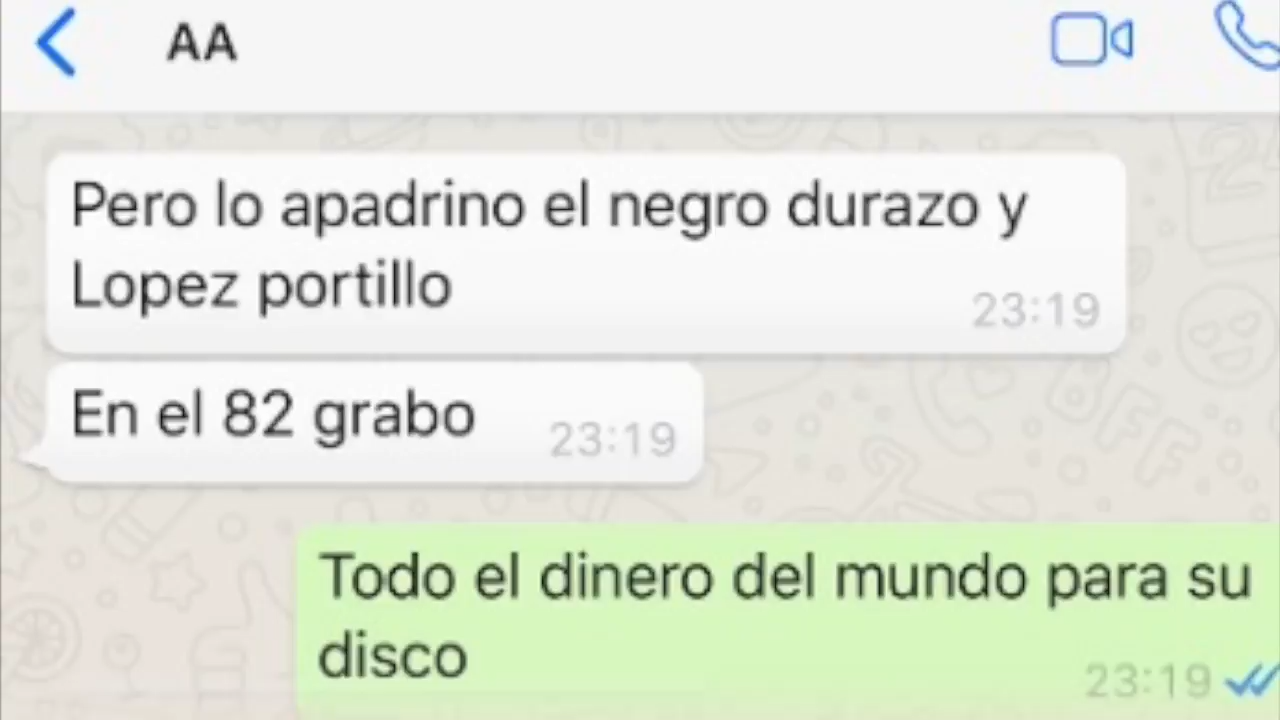 AA
Pero lo apadrino el negro durazo y
Lopez portillo
23:19
En el 82 grabo
23:19
Todo el dinero del mundo para su
disco
23:19